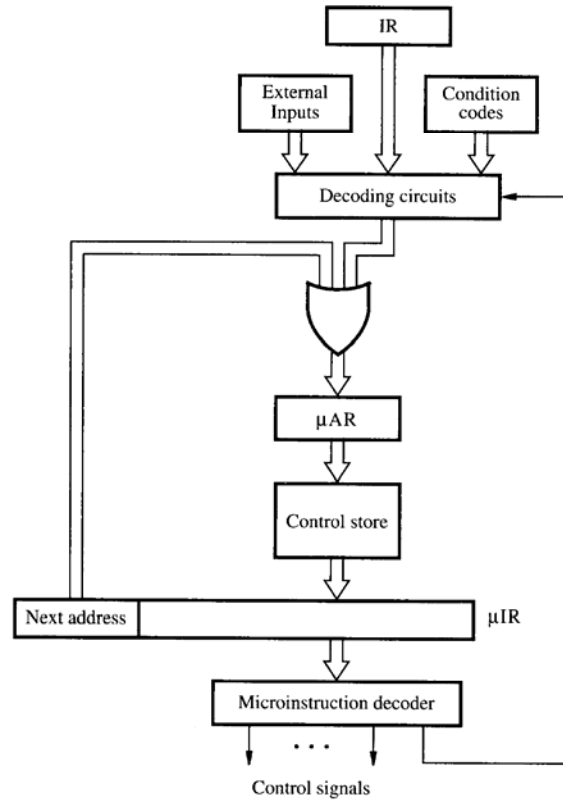 IR
External
Inputs
Condition
codes
Decoding circuits
μAR
Control store
Next address
μIR
Microinstruction decoder
• • •
Control signals